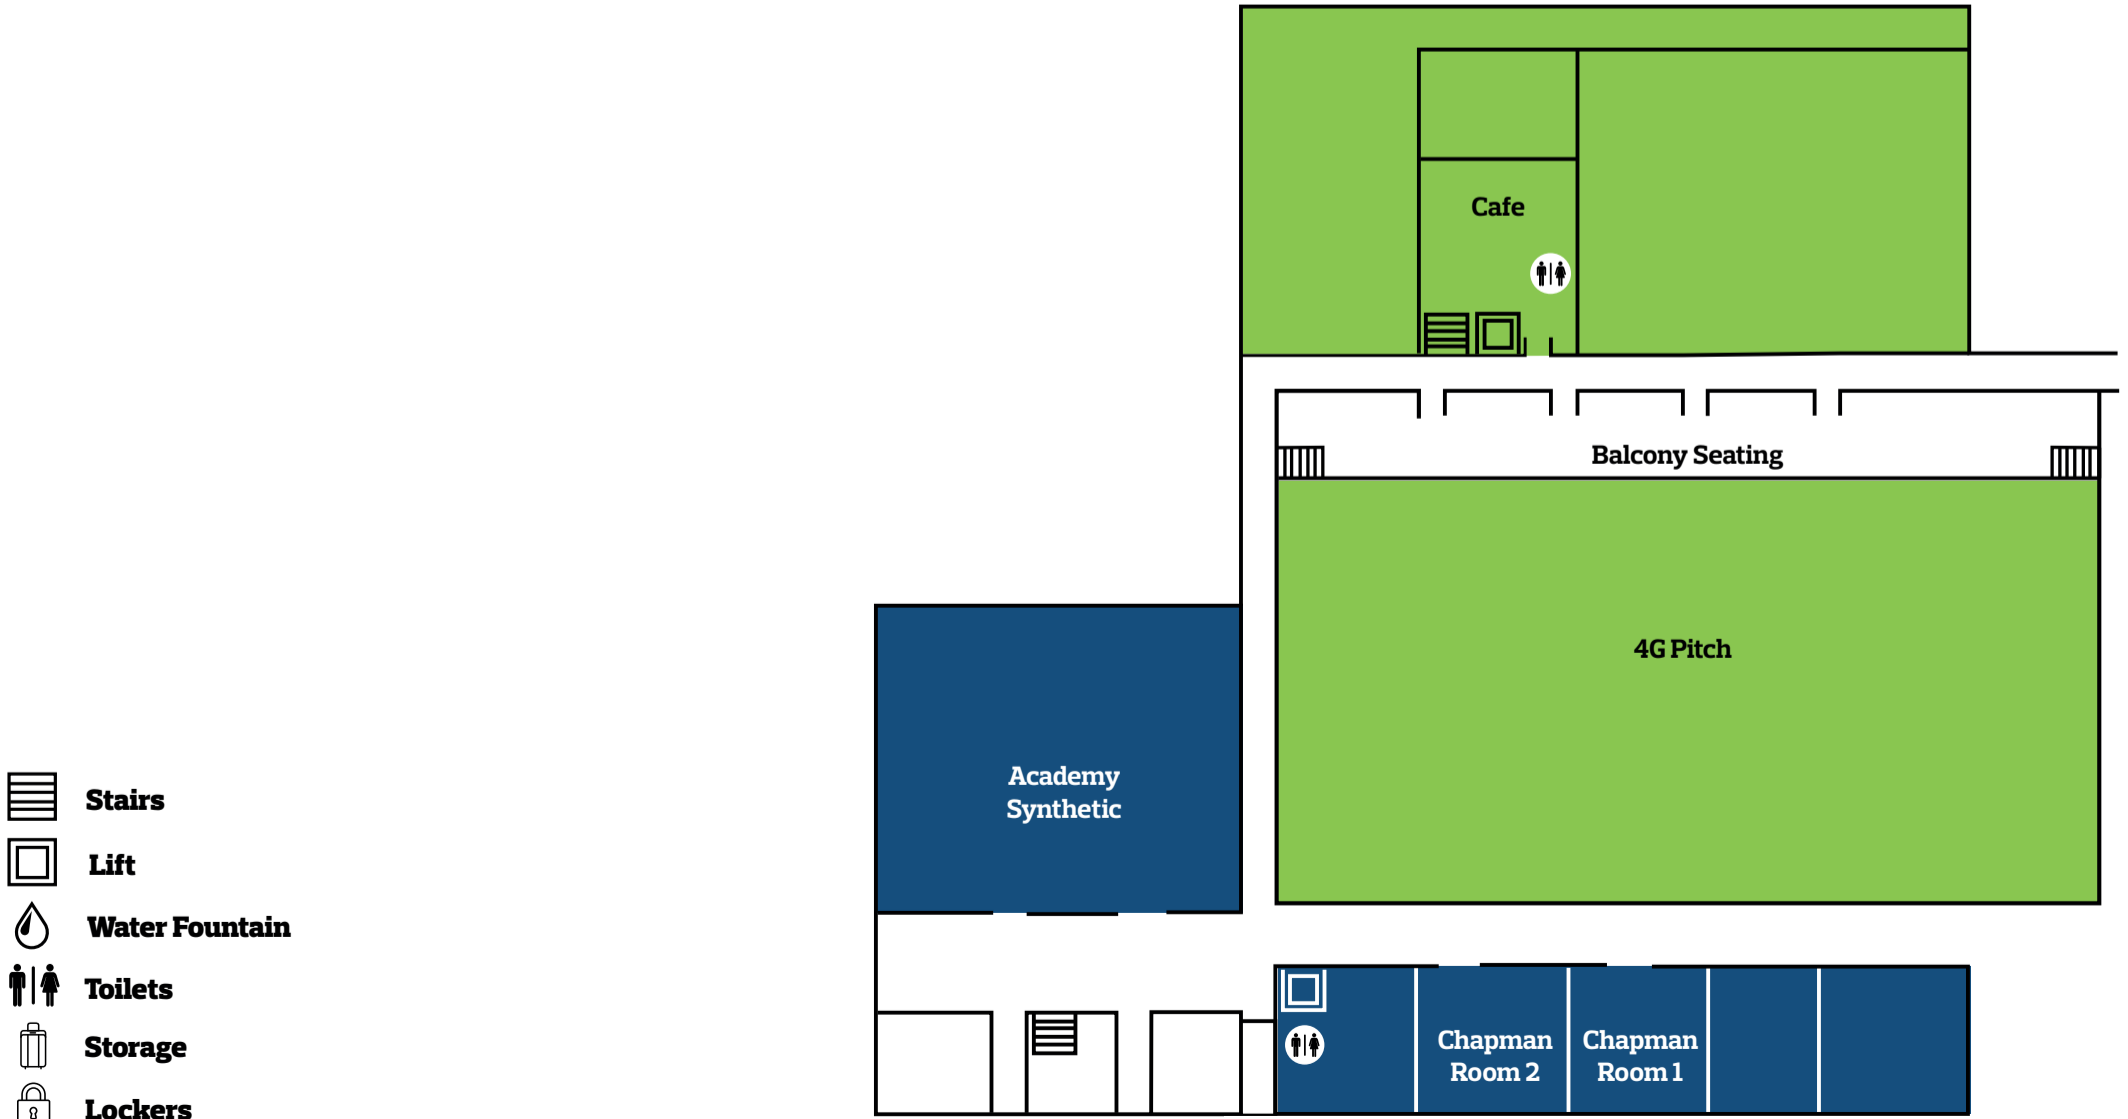 Cafe
Balcony Seating
4G Pitch
Academy
Synthetic
Stairs
Lift
Water Fountain
Toilets
Storage
Lockers
Chapman
Room 2
Chapman
Room 1